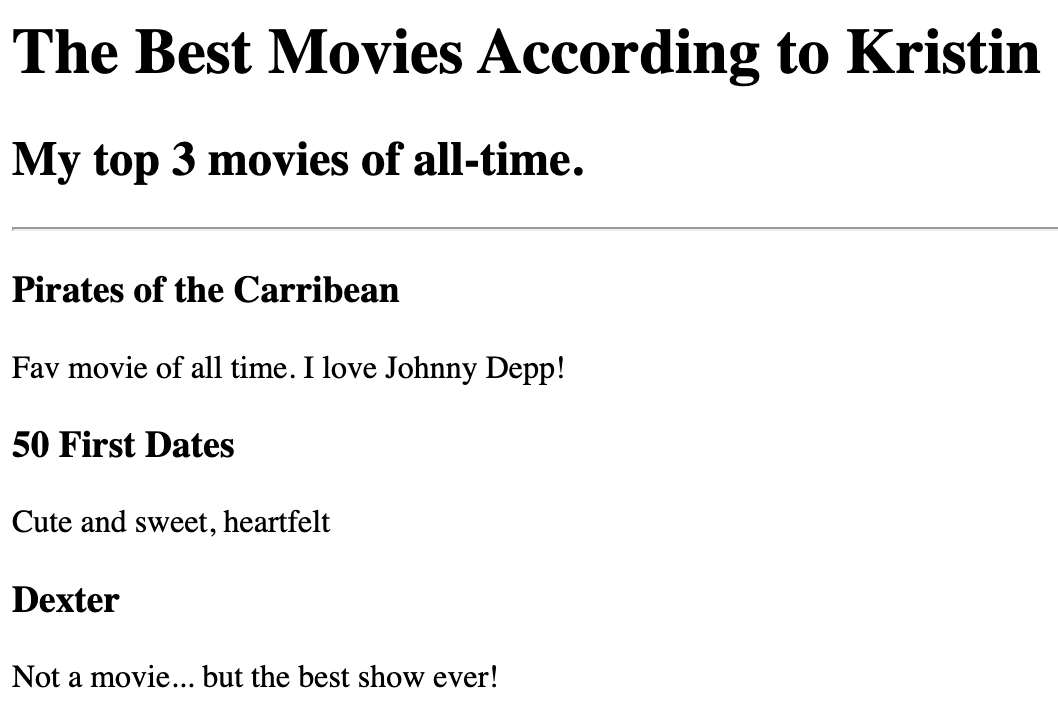 The Best Movies According to Kristin
My top 3 movies of all-time.
Pirates of the Carribean
Fav movie of all time. I love Johnny Depp!
50 First Dates
Cute and sweet, heartfelt
Dexter
Not a movie... but the best show ever!